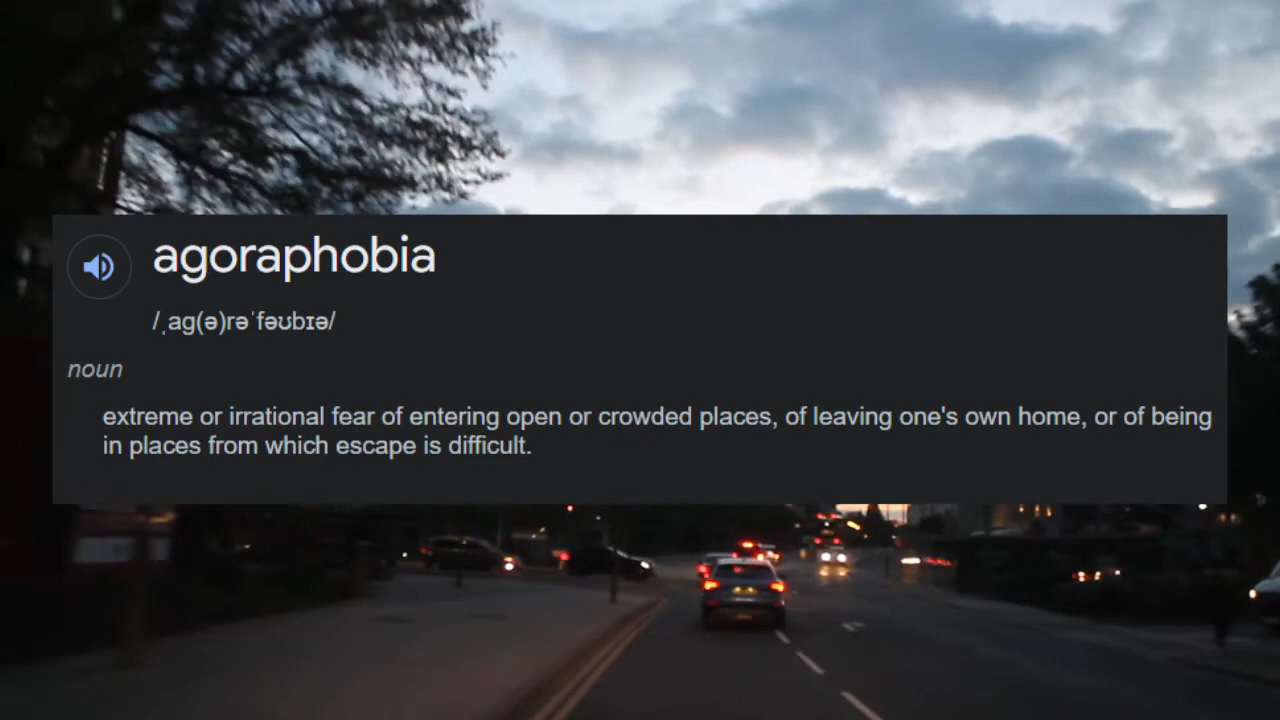 agoraphobia
/ˌag(ə)rəˈfəʊbɪə/
noun
extreme or irrational fear of entering open or crowded places, of leaving one's own home, or of being
in places from which escape is difficult.